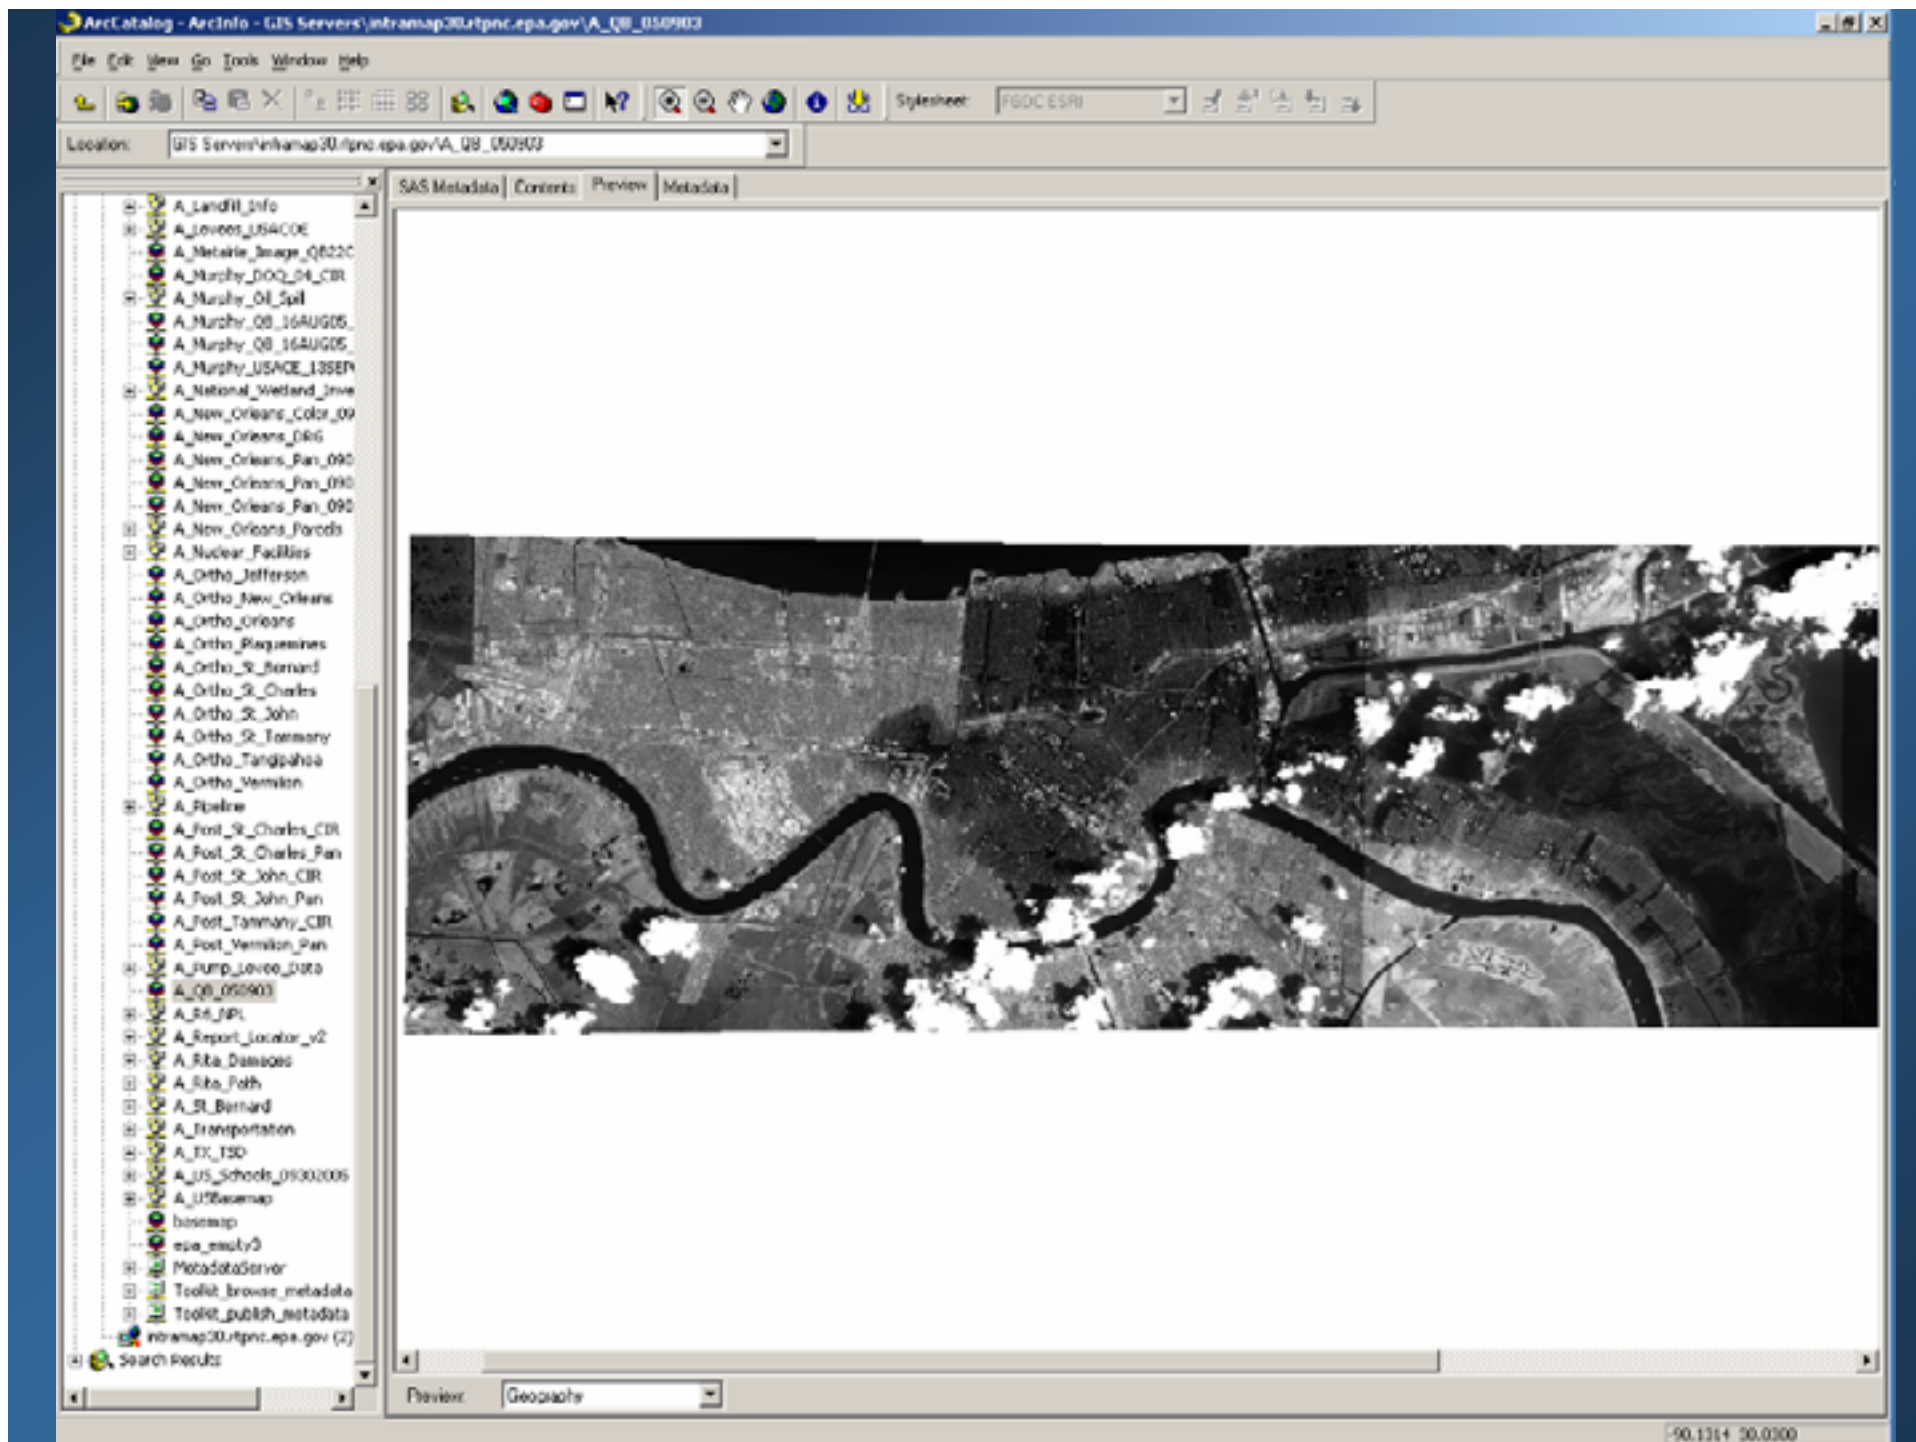 ArcCatalog - ArcInfo - GIS Servers\intramap30.rtpnc.epa.gov\A_QB_050903
File Edit View Go Tools Window Help
Stylesheet: FGDC ESRI
Location: GIS Servers\intramap30.rtpnc.epa.gov\A_QB_050903
SAS Metadata Contents Preview Metadata
A_Landfill_Info
A_Levees_USACOE
A_Metairie_Image_QB22C
A_Murphy_DOQ_04_CIR
A_Murphy_Oil_Spill
A_Murphy_QB_16AUG05_
A_Murphy_QB_16AUG05_
A_Murphy_USACE_13SEP
A_National_Wetland_Inve
A_New_Orleans_Color_09
A_New_Orleans_DRG
A_New_Orleans_Pan_090
A_New_Orleans_Pan_090
A_New_Orleans_Pan_090
A_New_Orleans_Parcels
A_Nuclear_Facilities
A_Ortho_Jefferson
A_Ortho_New_Orleans
A_Ortho_Orleans
A_Ortho_Plaquemines
A_Ortho_St_Bernard
A_Ortho_St_Charles
A_Ortho_St_John
A_Ortho_St_Tammany
A_Ortho_Tangipahoa
A_Ortho_Vermilion
A_Pipeline
A_Post_St_Charles_CIR
A_Post_St_Charles_Pan
A_Post_St_John_CIR
A_Post_St_John_Pan
A_Post_Tammany_CIR
A_Post_Vermilion_Pan
A_Pump_Levee_Data
A_QB_050903
A_R6_NPL
A_Report_Locator_v2
A_Rita_Damages
A_Rita_Path
A_St_Bernard
A_Transportation
A_TX_TSD
A_US_Schools_09302005
A_USBasemap
basemap
epa_empty3
MetadataServer
Toolkit_browse_metadata
Toolkit_publish_metadata
intramap30.rtpnc.epa.gov (2)
Search Results
Preview: Geography
-90.1314 30.0300